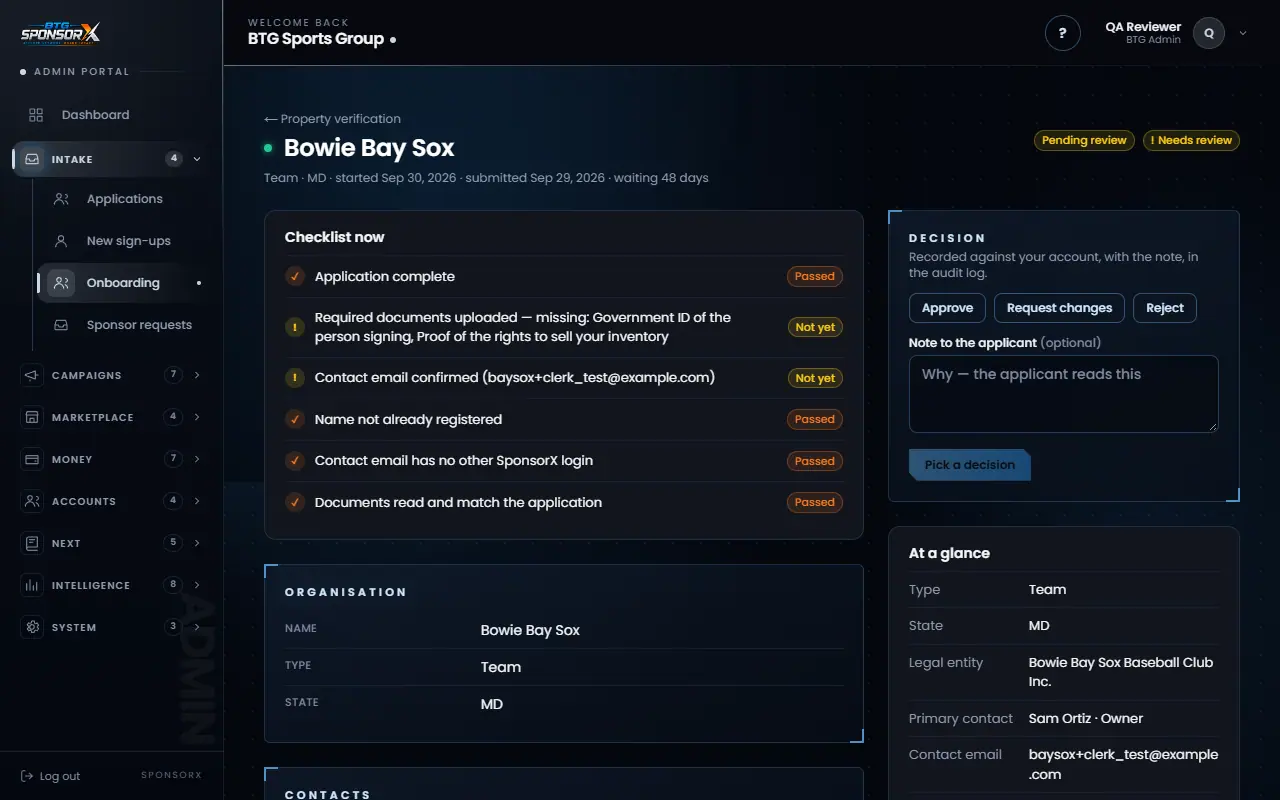 BTG
SPONSORX
ADMIN PORTAL
Dashboard
INTAKE 4
Applications
New sign-ups
Onboarding
Sponsor requests
CAMPAIGNS 7
MARKETPLACE 4
MONEY 7
ACCOUNTS 4
NEXT 5
INTELLIGENCE 8
SYSTEM 3
ADMIN
Log out SPONSORX
WELCOME BACK
BTG Sports Group
?
QA Reviewer
BTG Admin
Q
← Property verification
Bowie Bay Sox
Team · MD · started Sep 30, 2026 · submitted Sep 29, 2026 · waiting 48 days
Pending review ! Needs review
Checklist now
✓ Application complete Passed
! Required documents uploaded — missing: Government ID of the
person signing, Proof of the rights to sell your inventory Not yet
! Contact email confirmed (baysox+clerk_test@example.com) Not yet
✓ Name not already registered Passed
✓ Contact email has no other SponsorX login Passed
✓ Documents read and match the application Passed
ORGANISATION
NAME Bowie Bay Sox
TYPE Team
STATE MD
CONTACTS
DECISION
Recorded against your account, with the note, in
the audit log.
Approve Request changes Reject
Note to the applicant (optional)
Why — the applicant reads this
Pick a decision
At a glance
Type Team
State MD
Legal entity Bowie Bay Sox Baseball Club
Inc.
Primary contact Sam Ortiz · Owner
Contact email baysox+clerk_test@example
.com